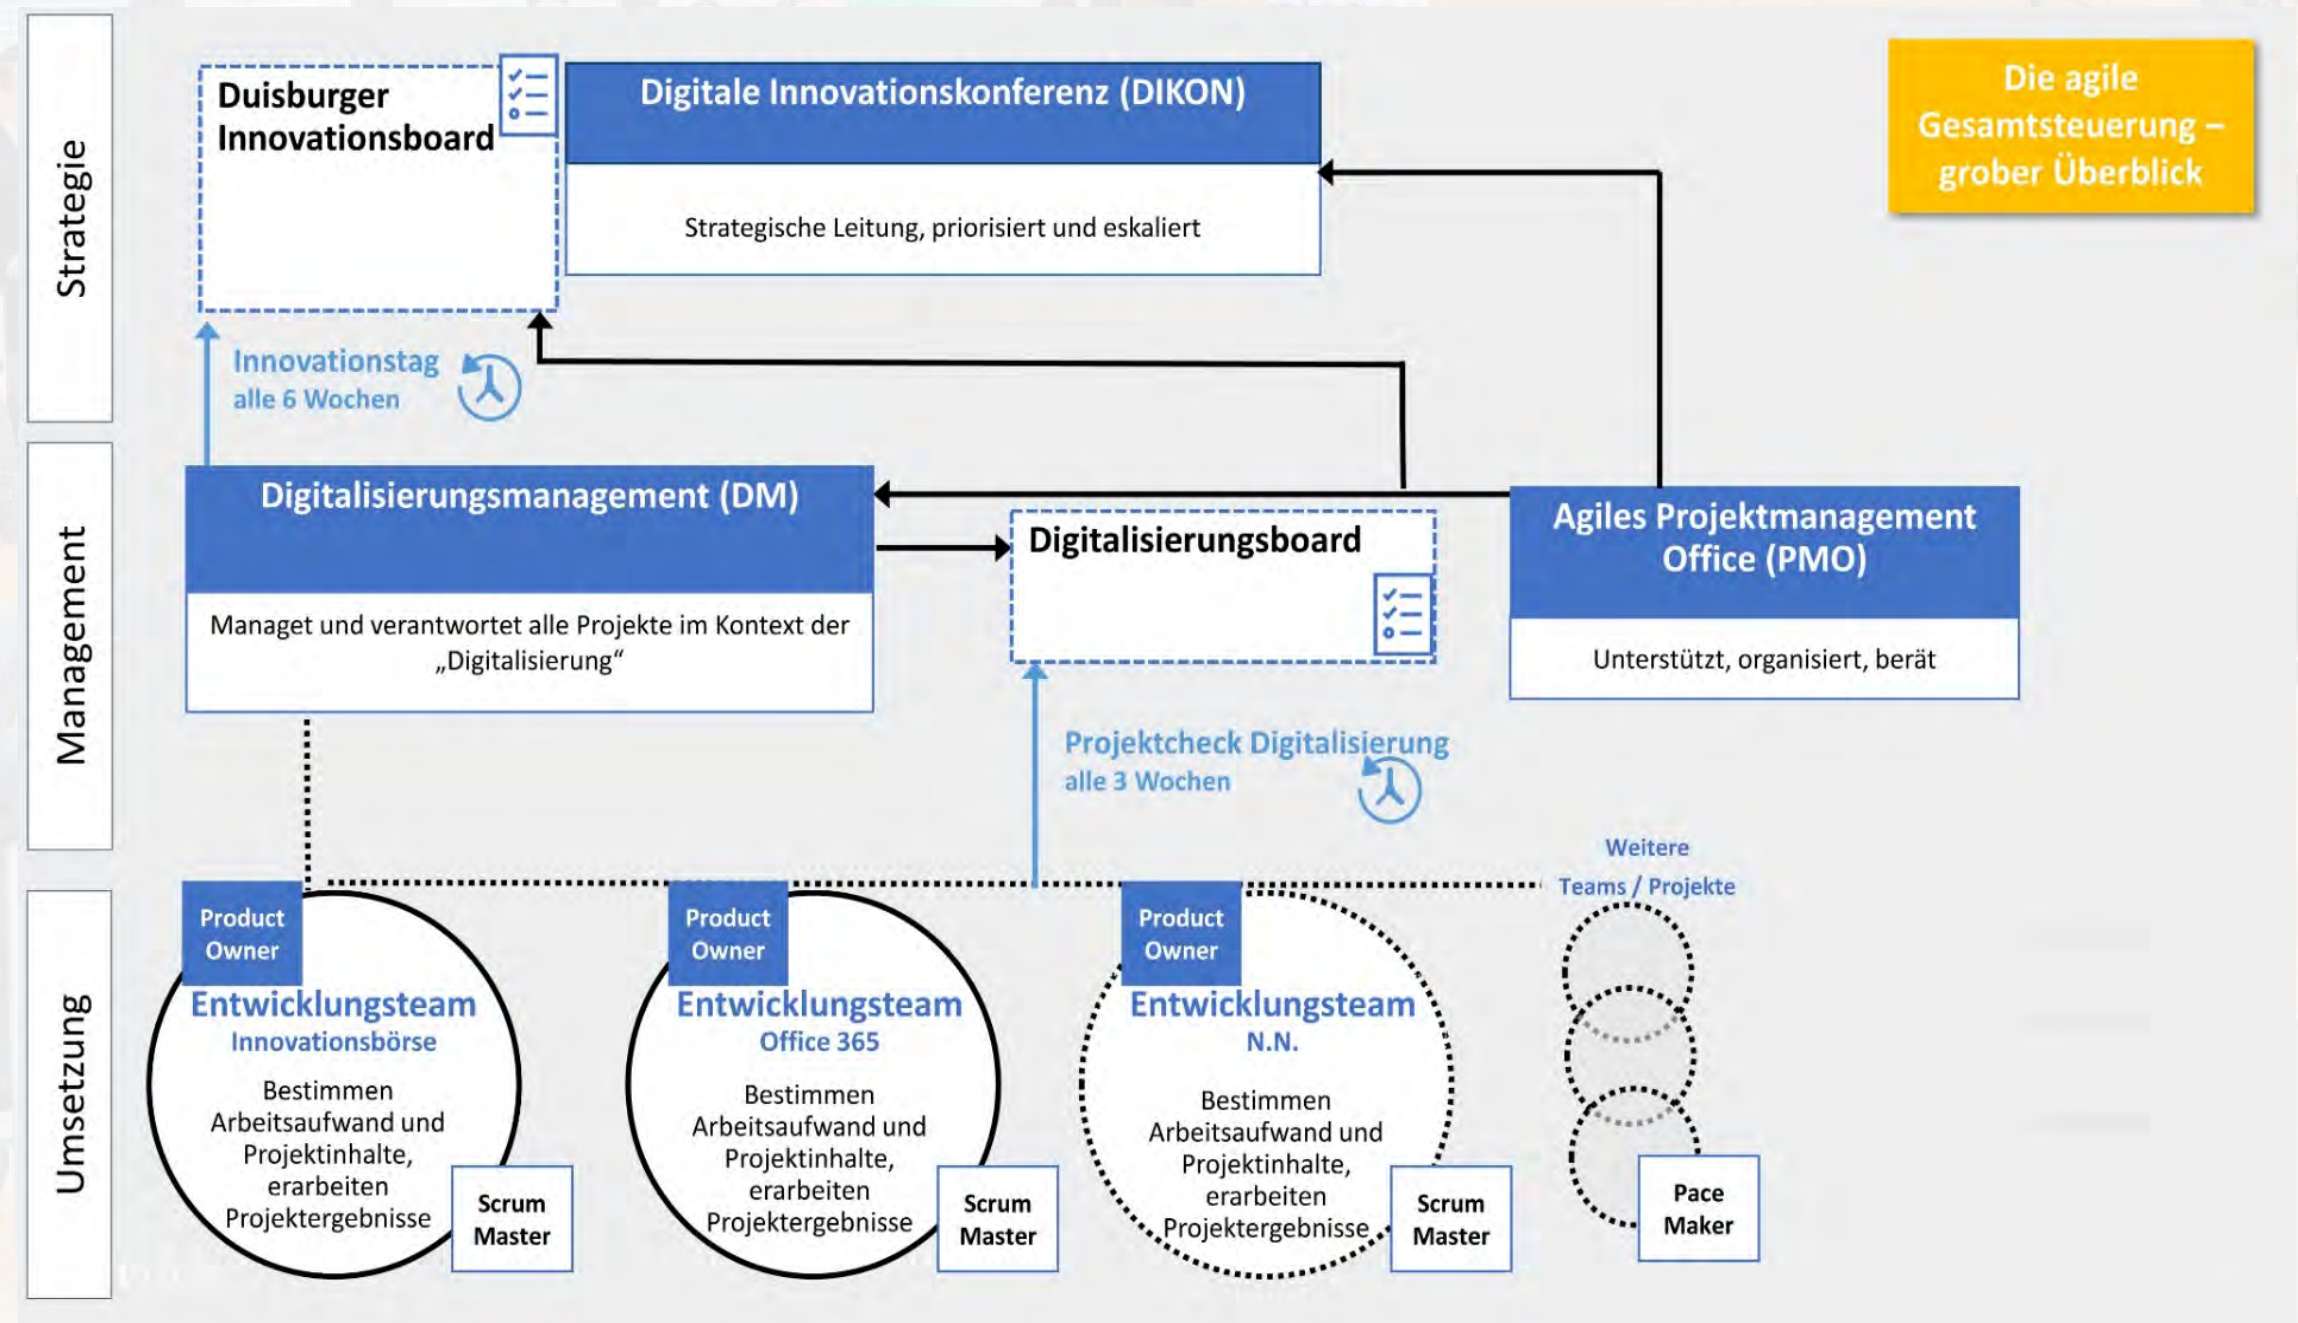 Strategie
Duisburger
Innovationsboard
Digitale Innovationskonferenz (DIKON)
Strategische Leitung, priorisiert und eskaliert
Die agile
Gesamtsteuerung –
grober Überblick
Innovationstag
alle 6 Wochen
Management
Digitalisierungsmanagement (DM)
Managet und verantwortet alle Projekte im Kontext der
„Digitalisierung“
Digitalisierungsboard
Agiles Projektmanagement
Office (PMO)
Unterstützt, organisiert, berät
Projektcheck Digitalisierung
alle 3 Wochen
Umsetzung
Product
Owner
Entwicklungsteam
Innovationsbörse
Bestimmen
Arbeitsaufwand und
Projektinhalte,
erarbeiten
Projektergebnisse
Scrum
Master
Product
Owner
Entwicklungsteam
Office 365
Bestimmen
Arbeitsaufwand und
Projektinhalte,
erarbeiten
Projektergebnisse
Scrum
Master
Product
Owner
Entwicklungsteam
N.N.
Bestimmen
Arbeitsaufwand und
Projektinhalte,
erarbeiten
Projektergebnisse
Scrum
Master
Weitere
Teams / Projekte
Pace
Maker